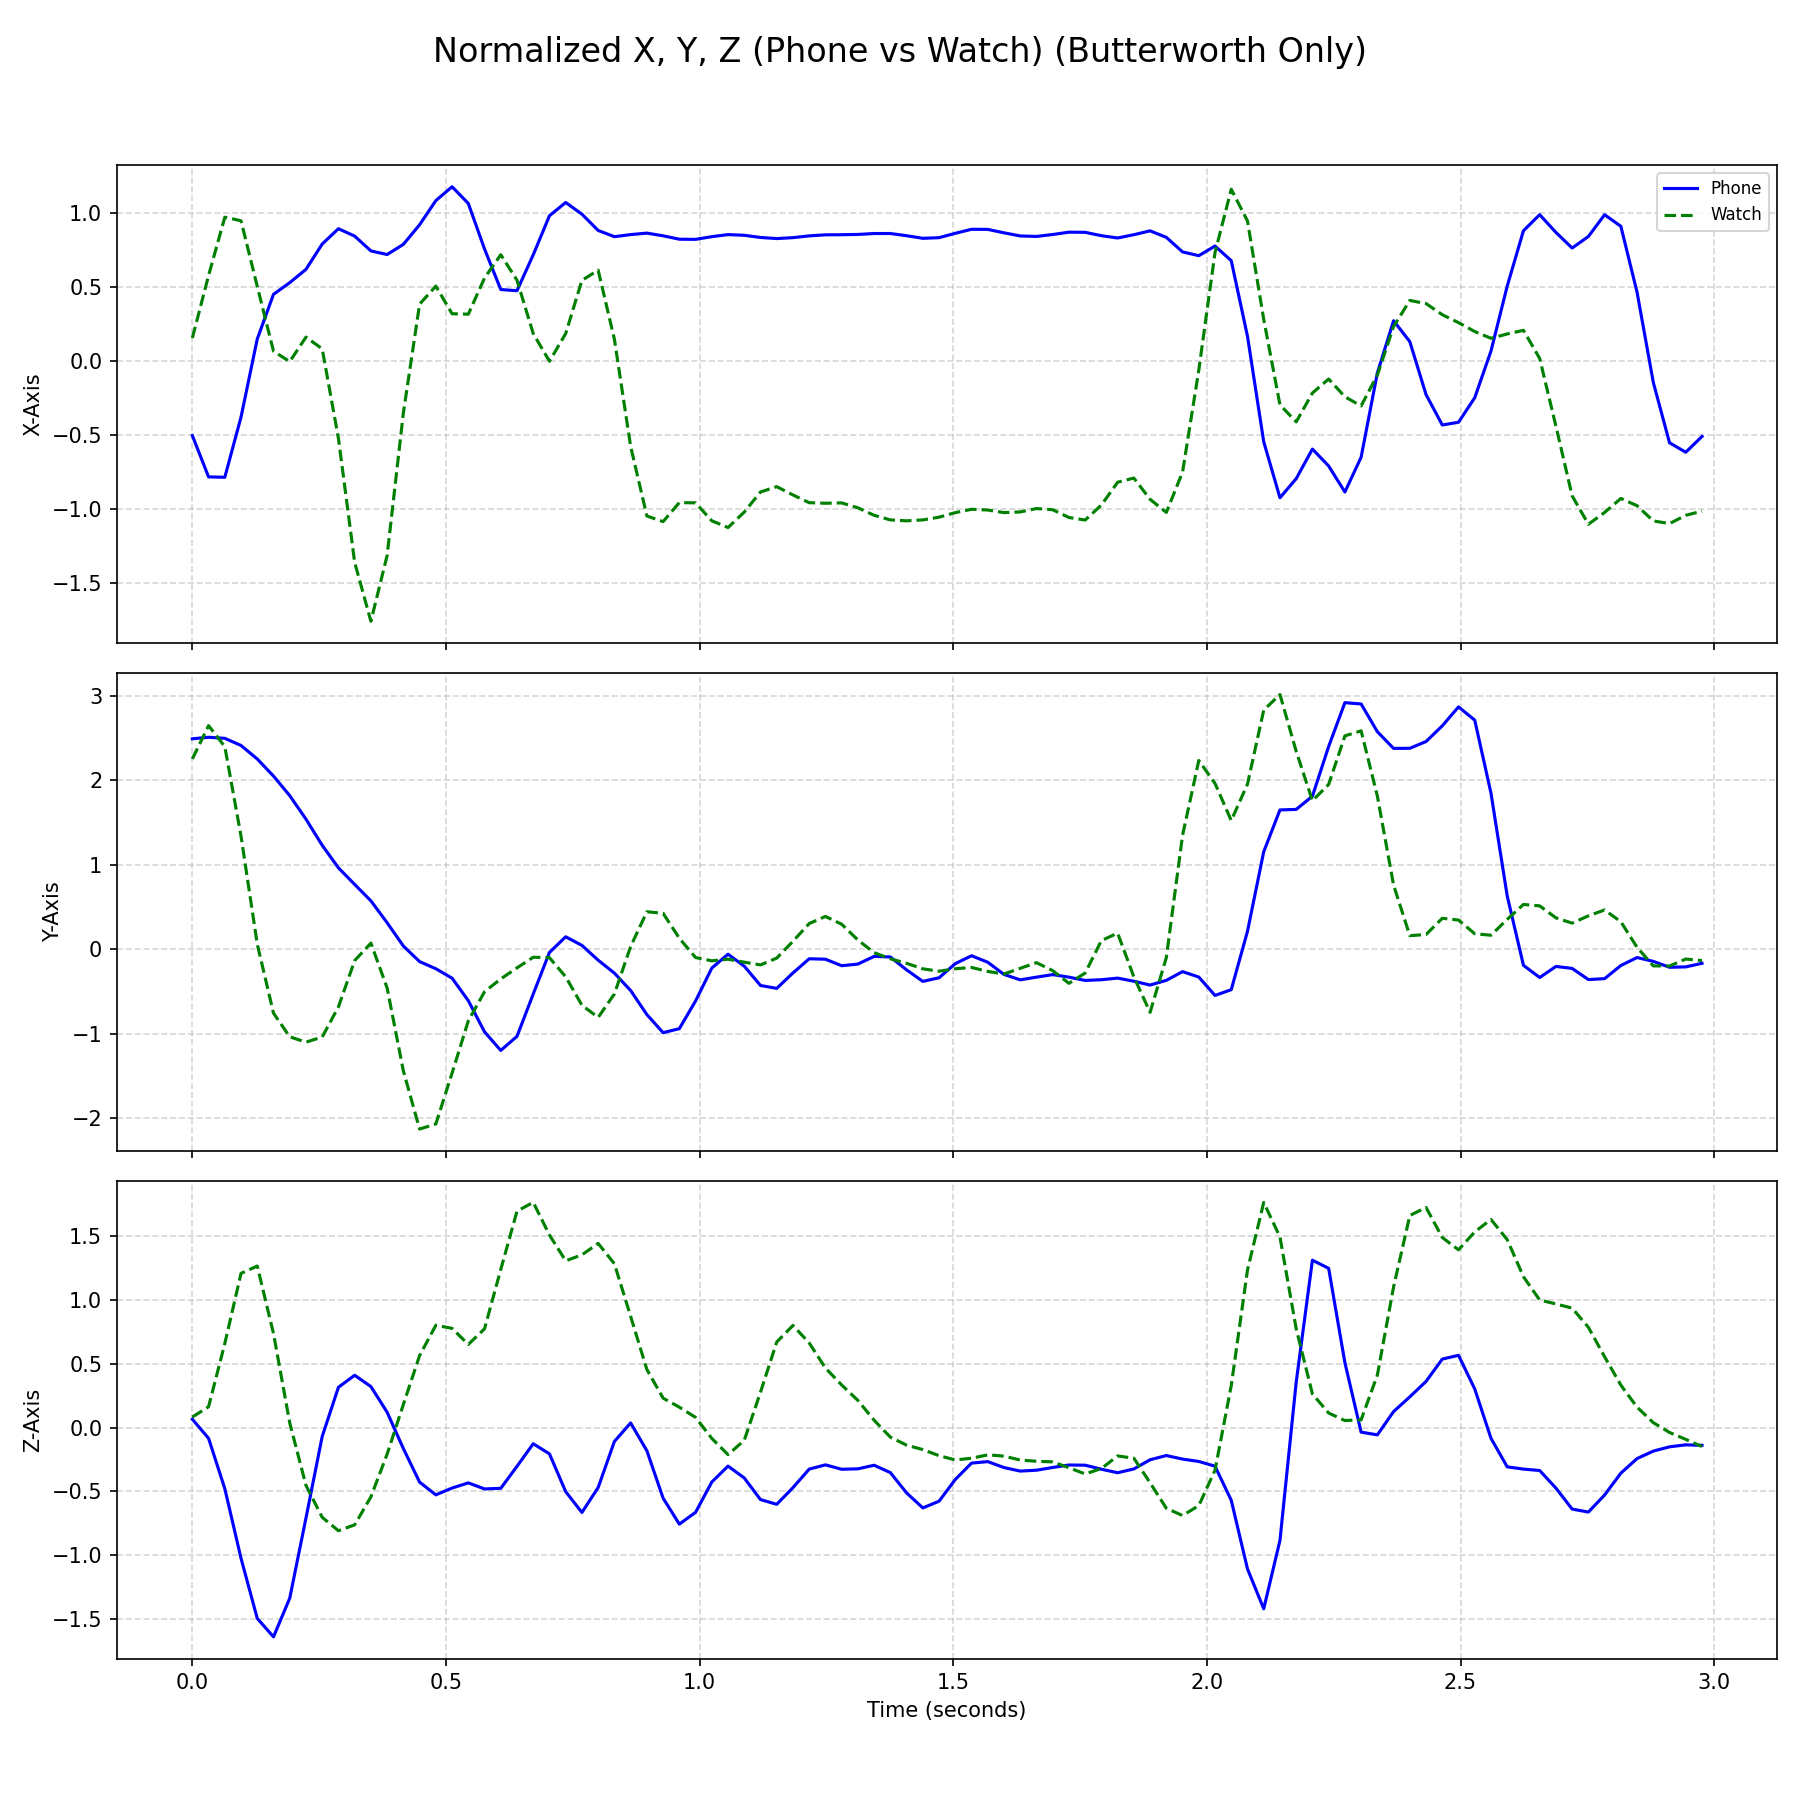 Normalized X, Y, Z (Phone vs Watch) (Butterworth Only)
Phone
Watch
X-Axis
1.0
0.5
0.0
−0.5
−1.0
−1.5
Y-Axis
3
2
1
0
−1
−2
Z-Axis
1.5
1.0
0.5
0.0
−0.5
−1.0
−1.5
0.0 0.5 1.0 1.5 2.0 2.5 3.0
Time (seconds)